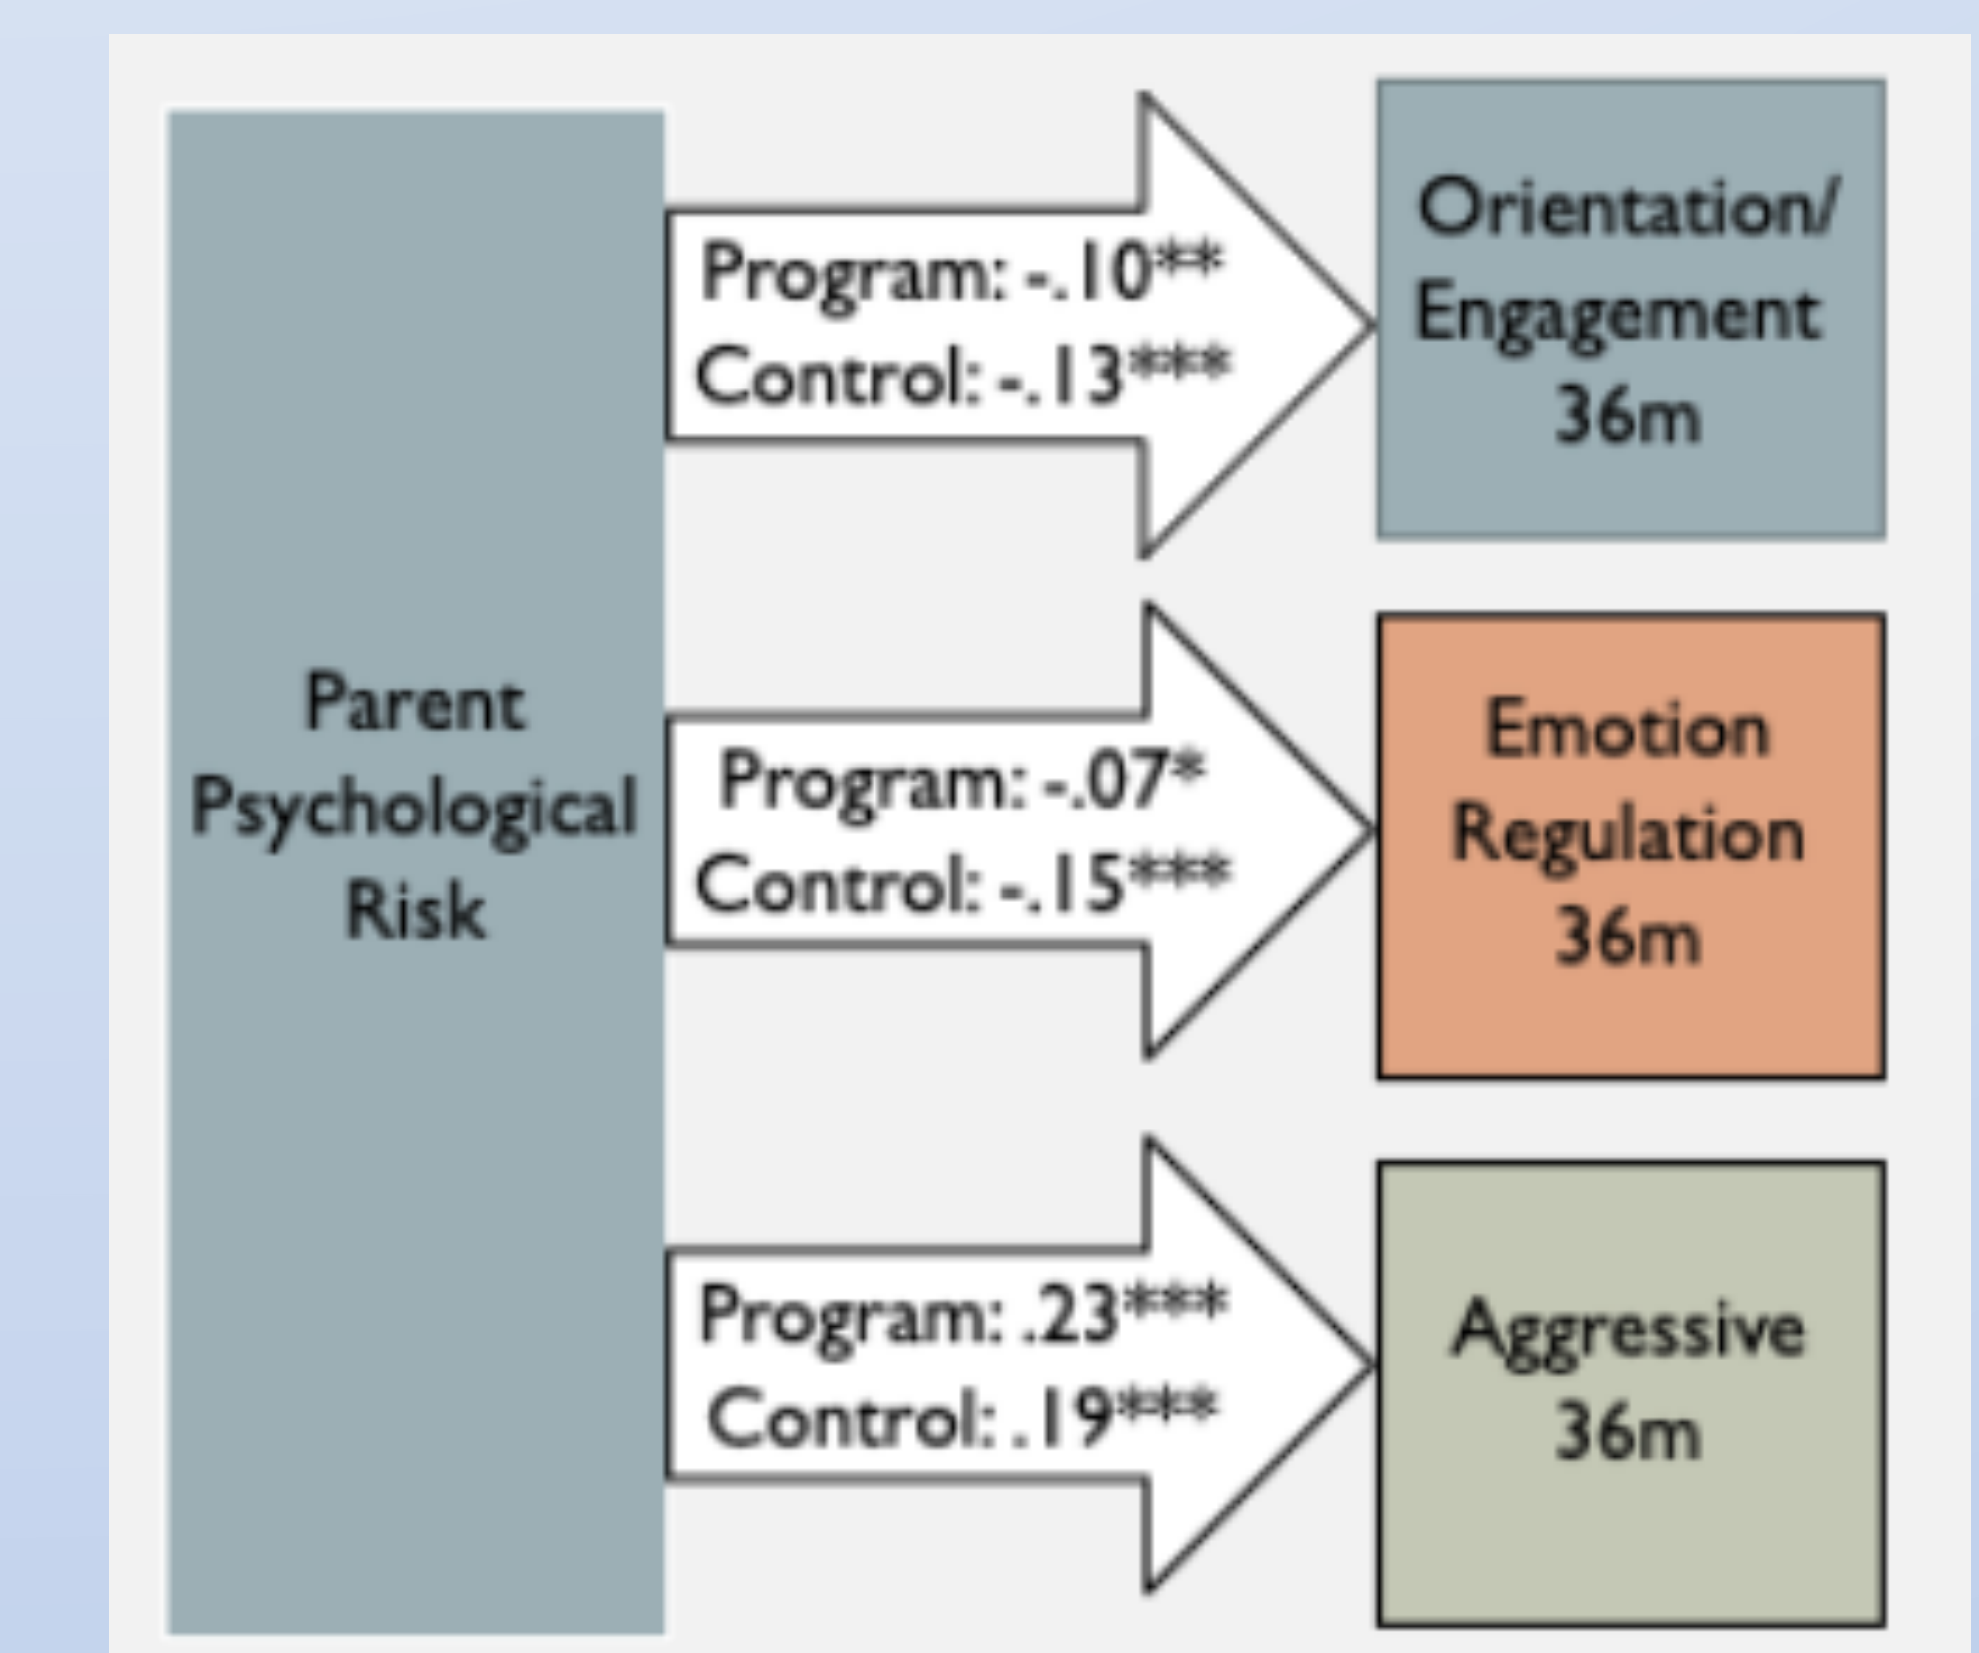 Parent
Psychological
Risk
Program: -.10**
Control: -.13***
Orientation/
Engagement
36m
Program: -.07*
Control: -.15***
Emotion
Regulation
36m
Program: .23***
Control: .19***
Aggressive
36m